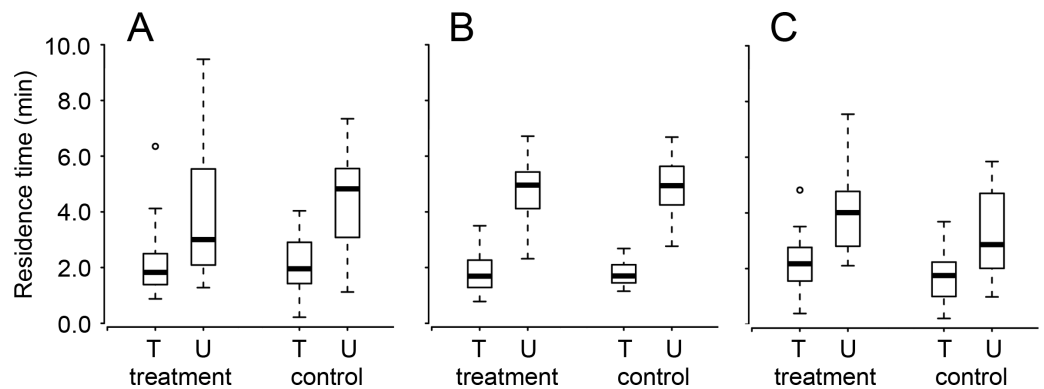 A B C
Residence time (min)
10.0
8.0
6.0
4.0
2.0
0.0
T U T U T U T U T U T U
treatment control treatment control treatment control